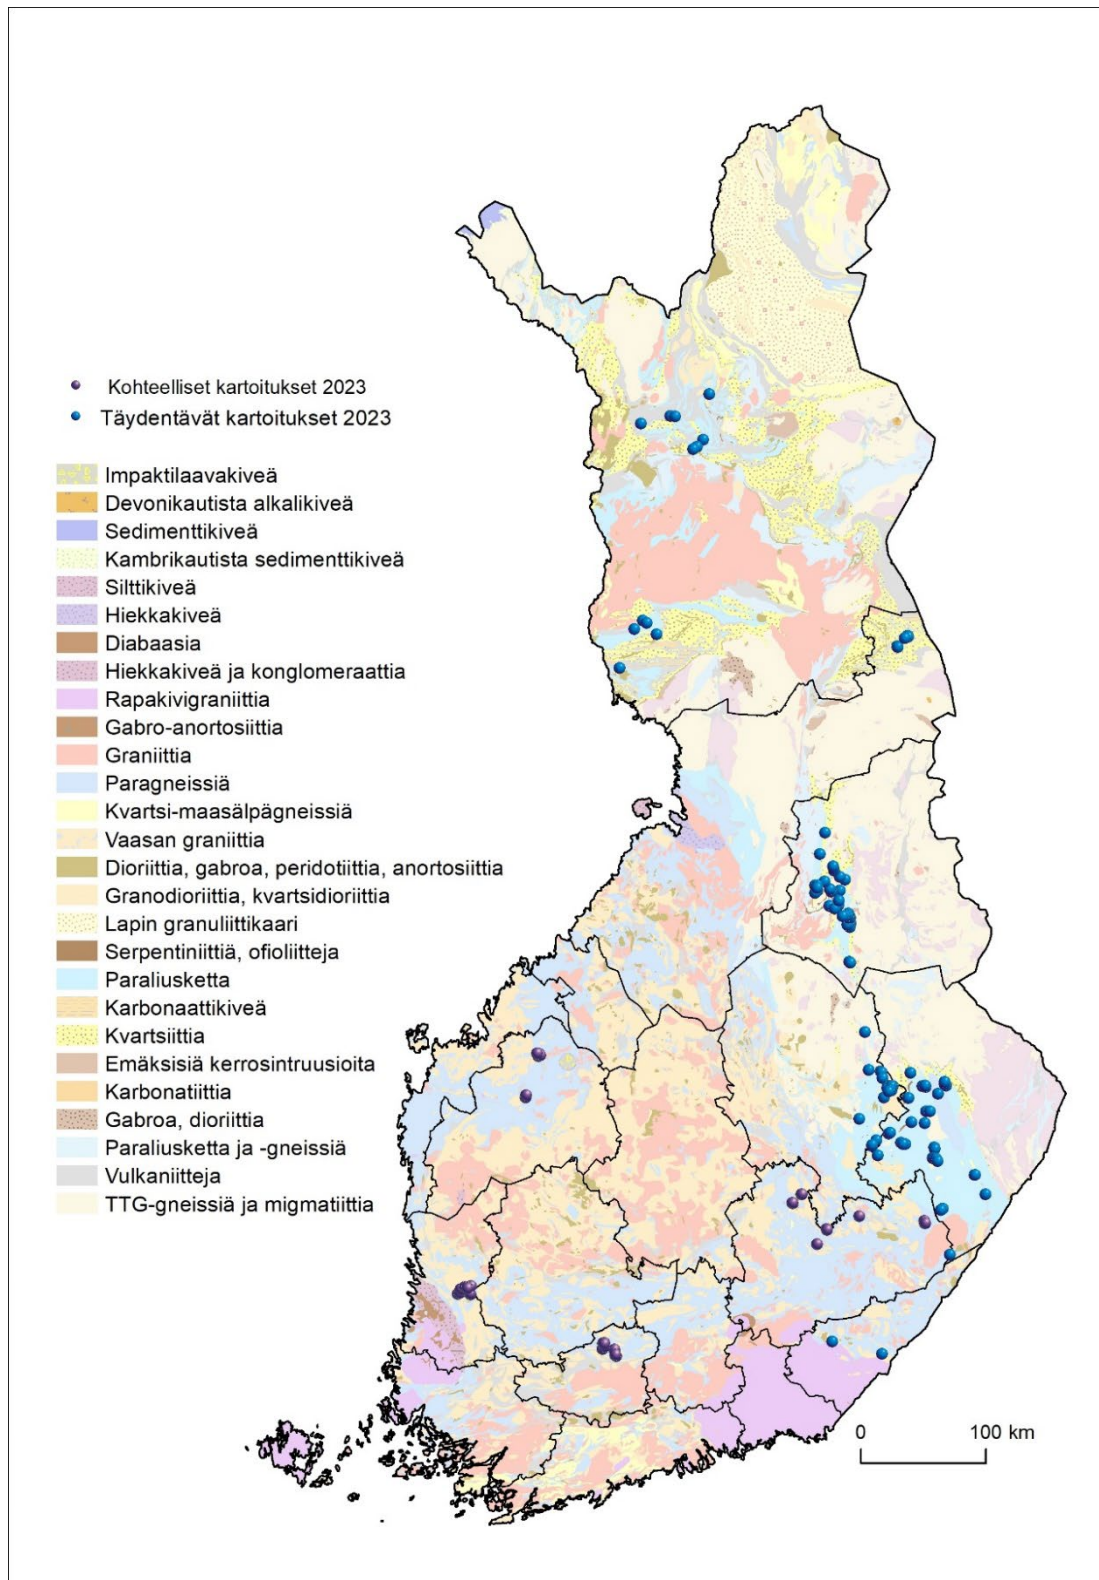 Kohteelliset kartoitukset 2023
Täydentävät kartoitukset 2023
Impaktilaavakiveä
Devonikautista alkalikiveä
Sedimenttikiveä
Kambrikautista sedimenttikiveä
Silttikiveä
Hiekkakiveä
Diabaasia
Hiekkakiveä ja konglomeraattia
Rapakivigraniittia
Gabro-anortosiittia
Graniittia
Paragneissiä
Kvartsi-maasälpägneissiä
Vaasan graniittia
Dioriittia, gabroa, peridotiittia, anortosiittia
Granodioriittia, kvartsidioriittia
Lapin granuliittikaari
Serpentiniittiä, ofioliitteja
Paraliusketta
Karbonaattikiveä
Kvartsiittia
Emäksisiä kerrosintruusioita
Karbonatiittia
Gabroa, dioriittia
Paraliusketta ja -gneissiä
Vulkaniitteja
TTG-gneissiä ja migmatiittia
0 100 km